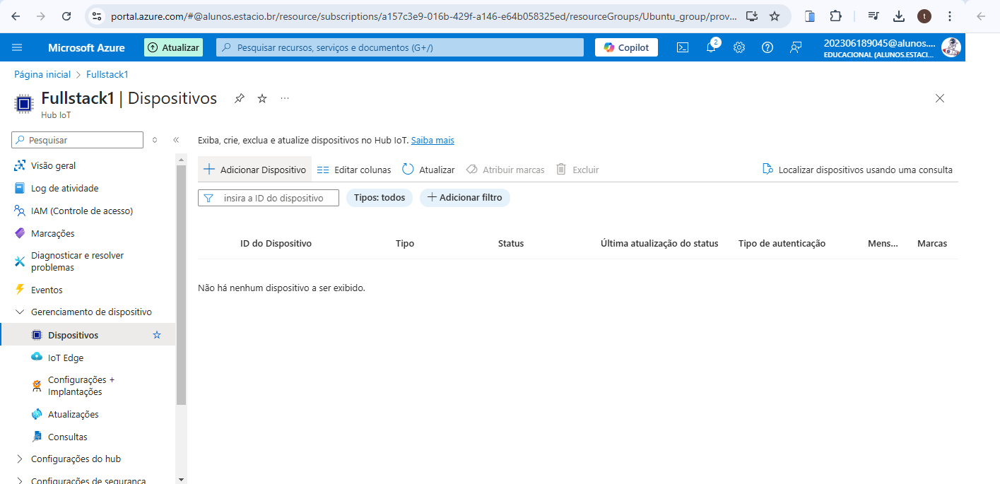 portal.azure.com/#@alunos.estacio.br/resource/subscriptions/a157c3e9-016b-429f-a146-e64b058325ed/resourceGroups/Ubuntu_group/prov...
t
Microsoft Azure
Atualizar
Pesquisar recursos, serviços e documentos (G+/)
Copilot
2
202306189045@alunos....
EDUCACIONAL (ALUNOS.ESTACI...
Página inicial > Fullstack1
Fullstack1 | Dispositivos
...
Hub IoT
Pesquisar
Visão geral
Log de atividade
IAM (Controle de acesso)
Marcações
Diagnosticar e resolver
problemas
Eventos
Gerenciamento de dispositivo
Dispositivos
IoT Edge
Configurações +
Implantações
Atualizações
Consultas
Configurações do hub
Configurações de segurança
Exiba, crie, exclua e atualize dispositivos no Hub IoT. Saiba mais
Adicionar Dispositivo
Editar colunas
Atualizar
Atribuir marcas
Excluir
Localizar dispositivos usando uma consulta
insira a ID do dispositivo
Tipos: todos
Adicionar filtro
ID do Dispositivo
Tipo
Status
Última atualização do status
Tipo de autenticação
Mens...
Marcas
Não há nenhum dispositivo a ser exibido.